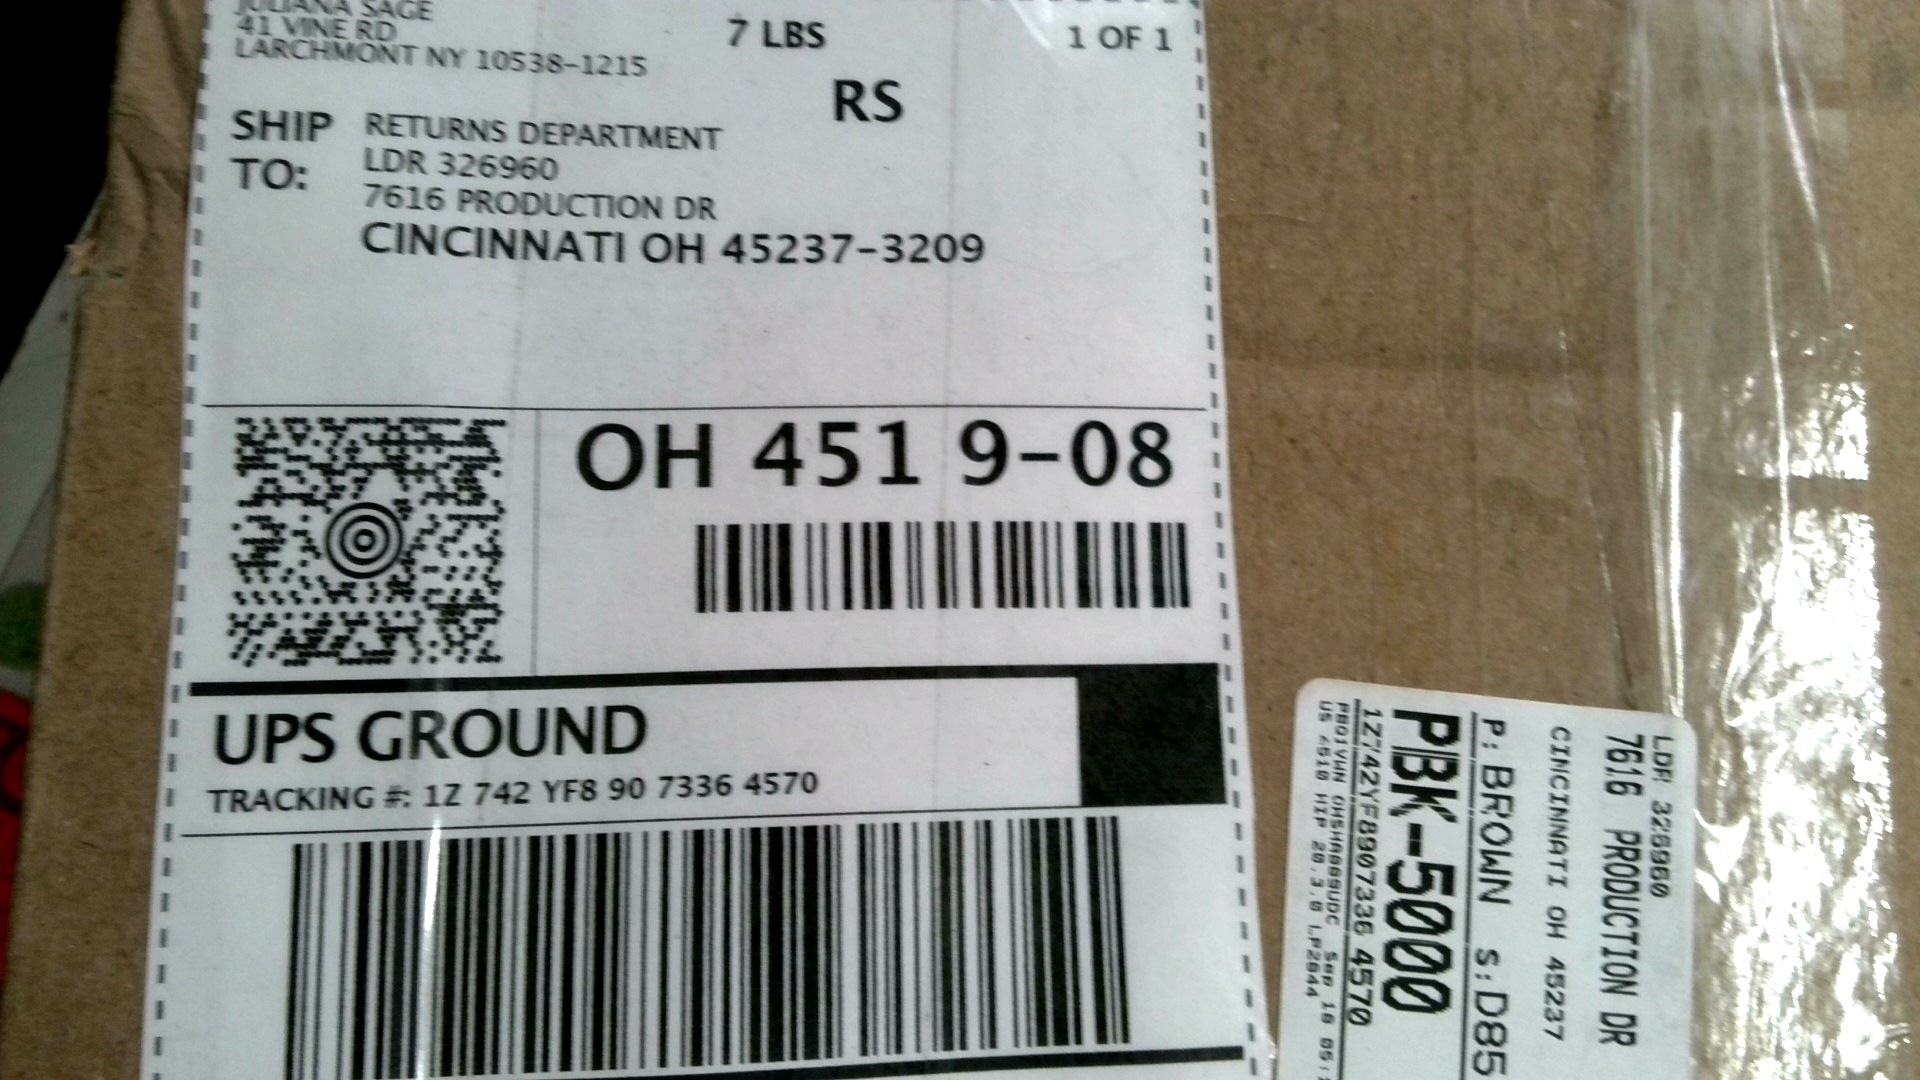 JULIANA SAGE
41 VINE RD
LARCHMONT NY 10538-1215
7 LBS
1 OF 1
RS
SHIP TO:
RETURNS DEPARTMENT
LDR 326960
7616 PRODUCTION DR
CINCINNATI OH 45237-3209
OH 451 9-08
UPS GROUND
TRACKING #: 1Z 742 YF8 90 7336 4570
LDR 326960
7616 PRODUCTION DR
CINCINNATI OH 45237
P: BROWN S: D85
PBK-5000
1Z742YF8907336 4570